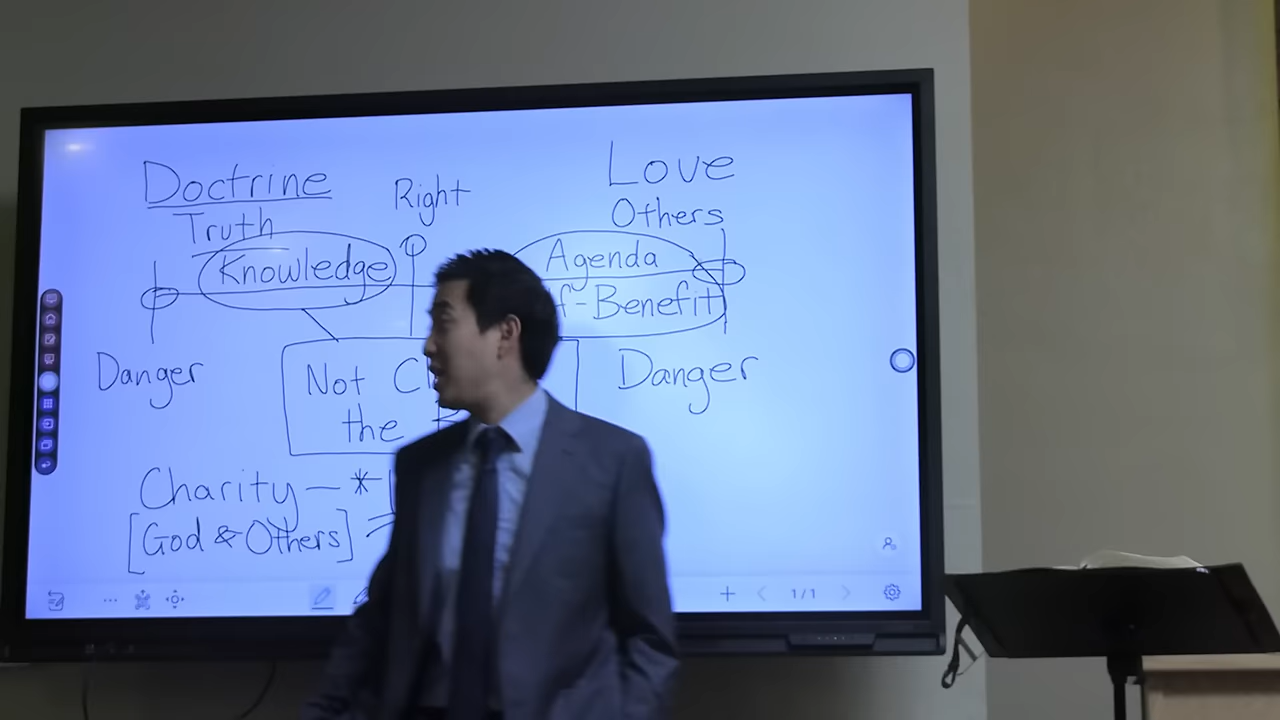 Doctrine
Truth
Knowledge
Right
Love
Others
Agenda
f-Benefit
Danger
Danger
Not
the
Charity - *
[God & Others]
1/1